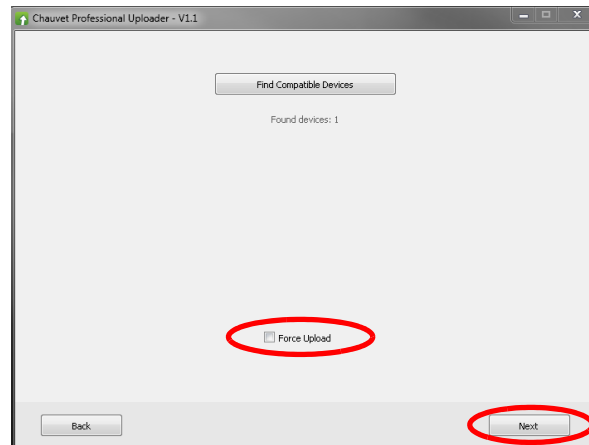 Chauvet Professional Uploader - V1.1
Find Compatible Devices
Found devices: 1
Force Upload
Back
Next